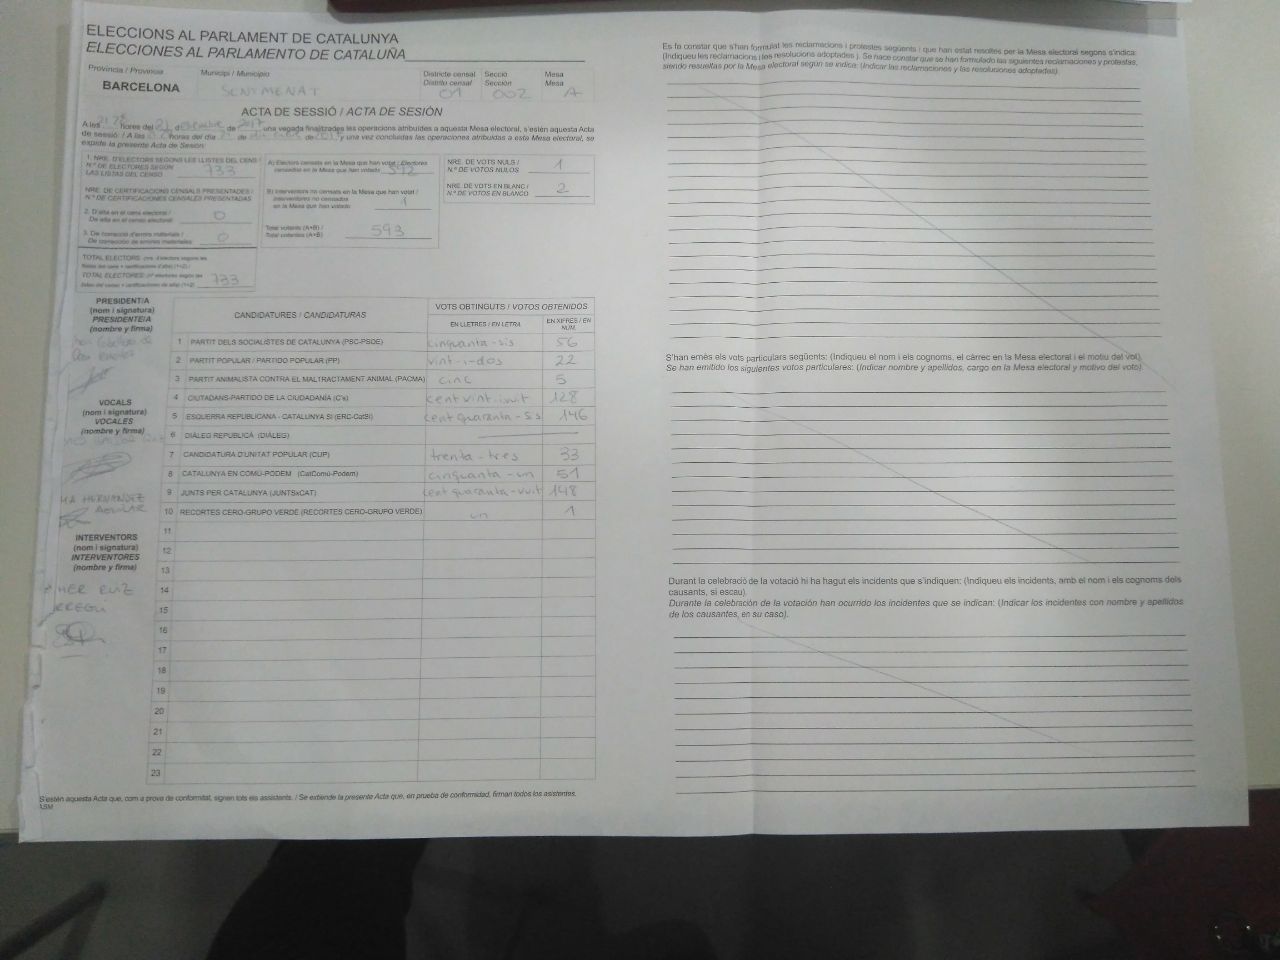 ELECCIONS AL PARLAMENT DE CATALUNYA
ELECCIONES AL PARLAMENTO DE CATALUÑA
Provincia / Provincia
Municipi / Municipio
Districte censal
Distrito censal
Secció
Sección
Mesa
Mesa
BARCELONA
SENTMENAT
01
002
A
ACTA DE SESSIÓ / ACTA DE SESIÓN
A les hores del 21 desembre de 2017 una vegada finalitzades les operacions atribuïdes a aquesta Mesa electoral, s'estén aquesta Acta
de sessió. / A las horas del día de de y una vez concluidas las operaciones atribuidas a esta Mesa electoral, se
expide la presente Acta de Sesión:
1. NRE. D'ELECTORS SEGONS LES LLISTES DEL CENS /
N.º DE ELECTORES SEGÚN
LAS LISTAS DEL CENSO
733
NRE. DE CERTIFICACIONS CENSALS PRESENTADES /
N.º DE CERTIFICACIONES CENSALES PRESENTADAS
2. D'alta en el cens electoral /
De alta en el censo electoral
0
3. De correcció d'errors materials /
De corrección de errores materiales
0
TOTAL ELECTORS: (nre. d'electors segons les
llistes del cens + certificacions d'alta) (1+2) /
TOTAL ELECTORES: (nº electores según las
listas del censo + certificaciones de alta) (1+2)
733
A) Electors censats en la Mesa que han votat / Electores
censados en la Mesa que han votado
592
B) Interventors no censats en la Mesa que han votat /
Interventores no censados
en la Mesa que han votado
1
Total votants (A+B) /
Total votantes (A+B)
593
NRE. DE VOTS NULS /
N.º DE VOTOS NULOS
1
NRE. DE VOTS EN BLANC /
N.º DE VOTOS EN BLANCO
2
PRESIDENT/A
(nom i signatura)
PRESIDENTE/A
(nombre y firma)
VOCALS
(nom i signatura)
VOCALES
(nombre y firma)
HERNANDEZ
AGUILAR
INTERVENTORS
(nom i signatura)
INTERVENTORES
(nombre y firma)
RUIZ
CANDIDATURES / CANDIDATURAS
VOTS OBTINGUTS / VOTOS OBTENIDOS
EN LLETRES / EN LETRA
EN XIFRES / EN NÚM.
1 PARTIT DELS SOCIALISTES DE CATALUNYA (PSC-PSOE) cinquanta-sis 56
2 PARTIT POPULAR / PARTIDO POPULAR (PP) vint-i-dos 22
3 PARTIT ANIMALISTA CONTRA EL MALTRACTAMENT ANIMAL (PACMA) cinc 5
4 CIUTADANS-PARTIDO DE LA CIUDADANÍA (C's) cent vint-i-vuit 128
5 ESQUERRA REPUBLICANA - CATALUNYA SÍ (ERC-CatSí) cent quaranta-sis 146
6 DIÀLEG REPUBLICÀ (DIÀLEG)
7 CANDIDATURA D'UNITAT POPULAR (CUP) trenta-tres 33
8 CATALUNYA EN COMÚ-PODEM (CatComú-Podem) cinquanta-un 51
9 JUNTS PER CATALUNYA (JUNTSxCAT) cent quaranta-vuit 148
10 RECORTES CERO-GRUPO VERDE (RECORTES CERO-GRUPO VERDE) un 1
11
12
13
14
15
16
17
18
19
20
21
22
23
S'estén aquesta Acta que, com a prova de conformitat, signen tots els assistents. / Se extiende la presente Acta que, en prueba de conformidad, firman todos los asistentes.
Es fa constar que s'han formulat les reclamacions i protestes següents i que han estat resoltes per la Mesa electoral segons s'indica:
(Indiqueu les reclamacions i les resolucions adoptades). Se hace constar que se han formulado las siguientes reclamaciones y protestas,
siendo resueltas por la Mesa electoral según se indica: (Indicar las reclamaciones y las resoluciones adoptadas).
S'han emès els vots particulars següents: (Indiqueu el nom i els cognoms, el càrrec en la Mesa electoral i el motiu del vot).
Se han emitido los siguientes votos particulares: (Indicar nombre y apellidos, cargo en la Mesa electoral y motivo del voto).
Durant la celebració de la votació hi ha hagut els incidents que s'indiquen: (Indiqueu els incidents, amb el nom i els cognoms dels
causants, si escau).
Durante la celebración de la votación han ocurrido los incidentes que se indican: (Indicar los incidentes con nombre y apellidos
de los causantes, en su caso).